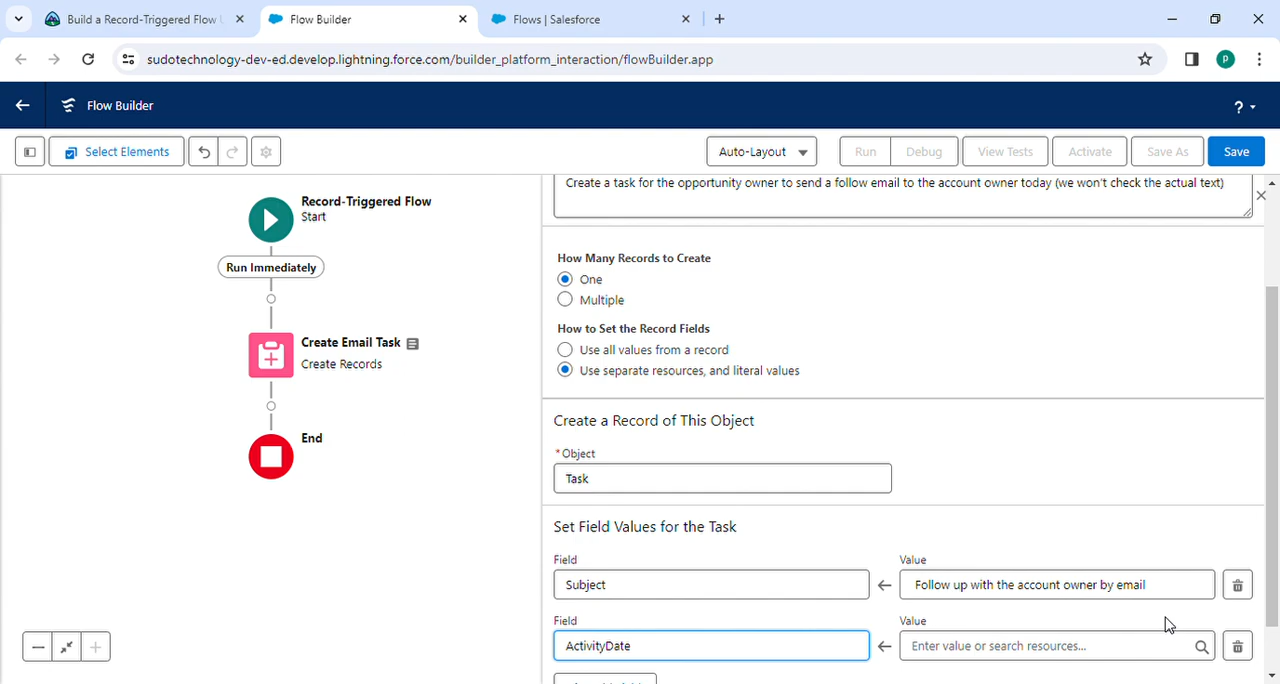 Build a Record-Triggered Flow
Flow Builder
Flows | Salesforce
sudotechnology-dev-ed.develop.lightning.force.com/builder_platform_interaction/flowBuilder.app
P
Flow Builder
?
Select Elements
Auto-Layout
Run
Debug
View Tests
Activate
Save As
Save
Create a task for the opportunity owner to send a follow email to the account owner today (we won't check the actual text)
Record-Triggered Flow
Start
Run Immediately
How Many Records to Create
One
Multiple
How to Set the Record Fields
Use all values from a record
Use separate resources, and literal values
Create Email Task
Create Records
End
Create a Record of This Object
*Object
Task
Set Field Values for the Task
Field
Value
Subject
Follow up with the account owner by email
Field
Value
ActivityDate
Enter value or search resources...